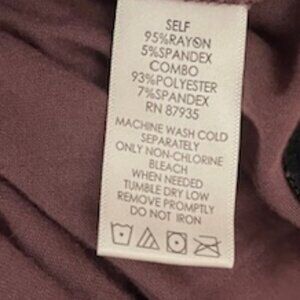 SELF
95%RAYON
5%SPANDEX
COMBO
93%POLYESTER
7%SPANDEX
RN 87935
MACHINE WASH COLD
SEPARATELY
ONLY NON-CHLORINE
BLEACH
WHEN NEEDED
TUMBLE DRY LOW
REMOVE PROMPTLY
DO NOT IRON